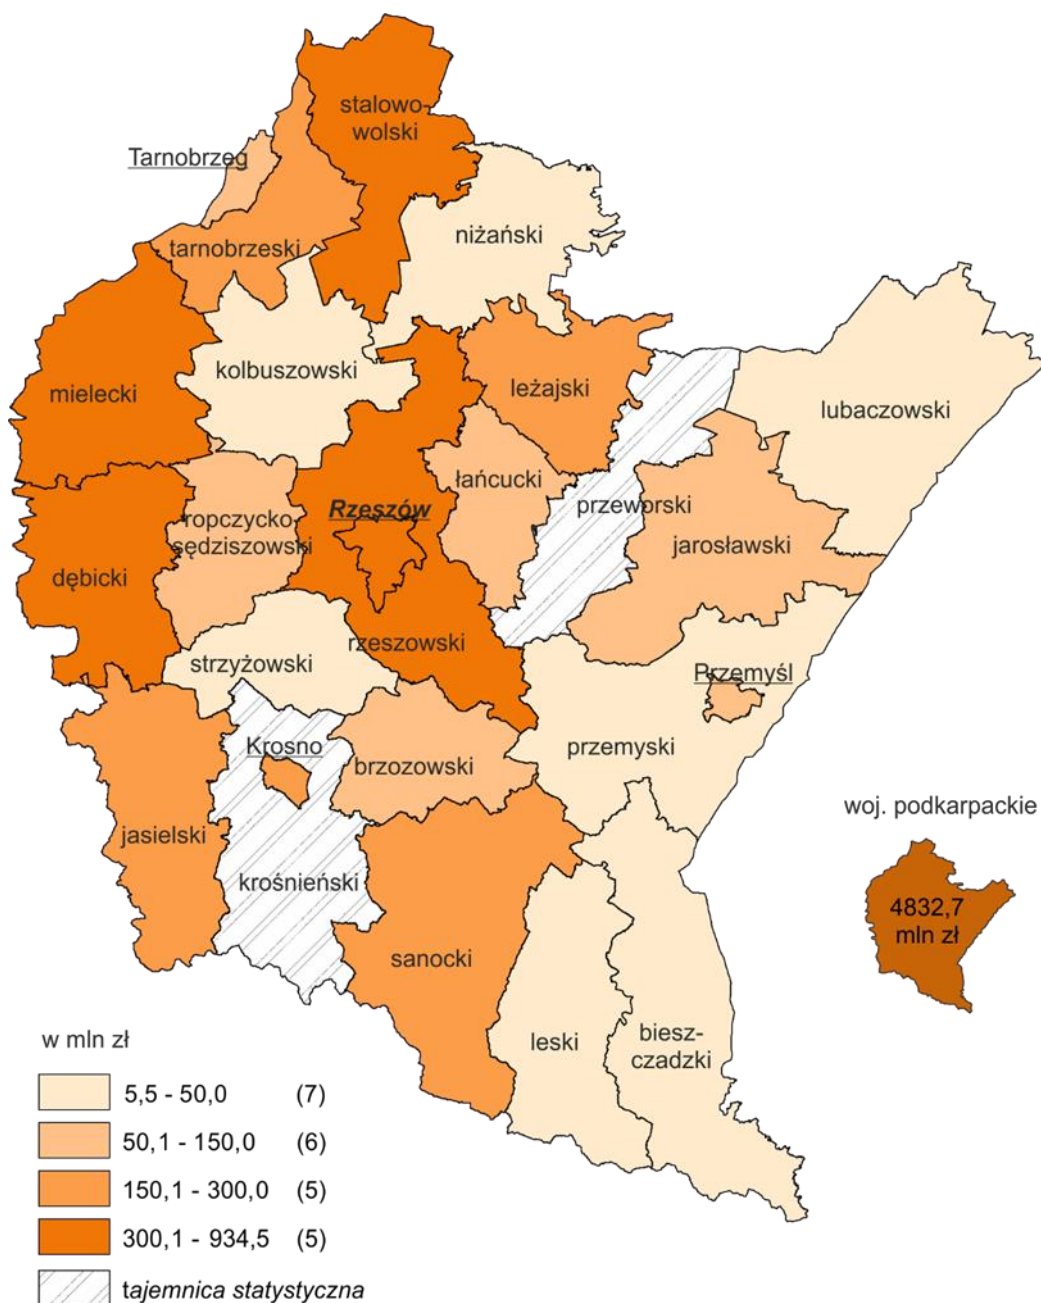 stalowo-
wolski
Tarnobrzeg
niżański
tarnobrzeski
kolbuszowski
mielecki
leżajski
lubaczowski
łańcucki
przeworski
Rzeszów
ropczycko-
sędziszowski
jarosławski
dębicki
rzeszowski
strzyżowski
Przemyśl
przemyski
Krosno
brzozowski
jasielski
krośnieński
sanocki
leski
biesz-
czadzki
woj. podkarpackie
4832,7
mln zł
w mln zł
5,5 - 50,0 (7)
50,1 - 150,0 (6)
150,1 - 300,0 (5)
300,1 - 934,5 (5)
tajemnica statystyczna